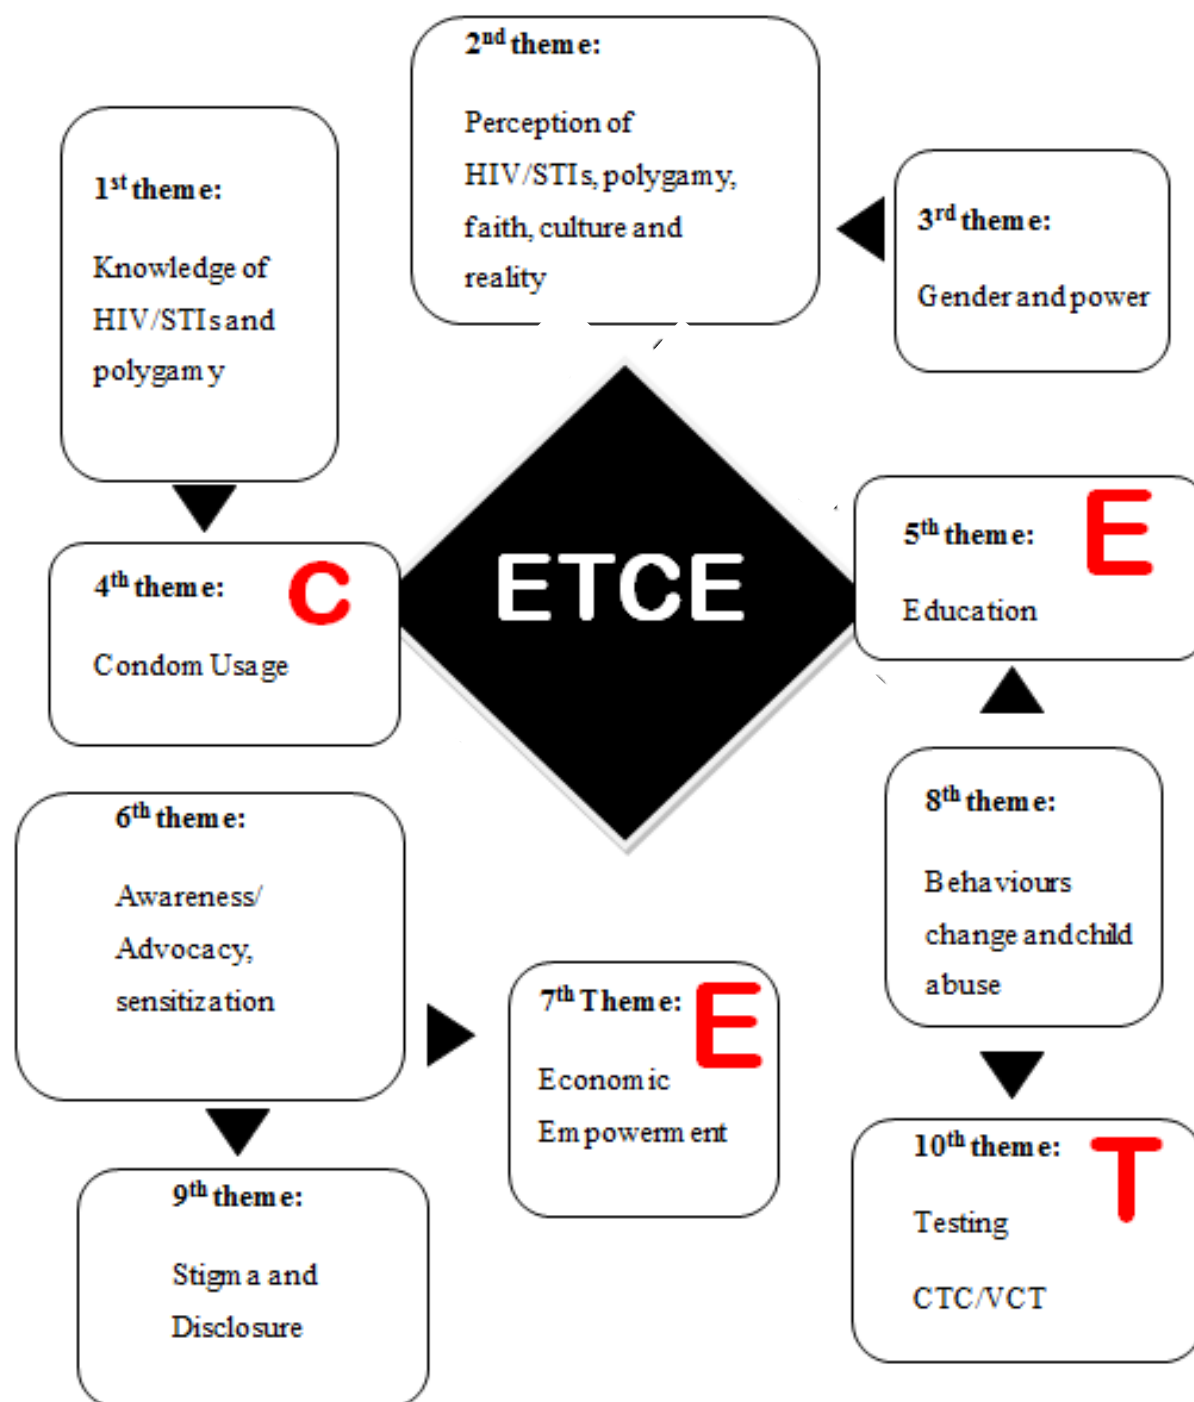 2nd theme:
Perception of
HIV/STIs, polygamy,
faith, culture and
reality
1st theme:
Knowledge of
HIV/STIs and
polygamy
3rd theme:
Gender and power
ETCE
4th theme:
C
Condom Usage
5th theme:
E
Education
6th theme:
Awareness/
Advocacy,
sensitization
7th Theme:
E
Economic
Empowerment
8th theme:
Behaviours
change and child
abuse
9th theme:
Stigma and
Disclosure
10th theme:
T
Testing
CTC/VCT